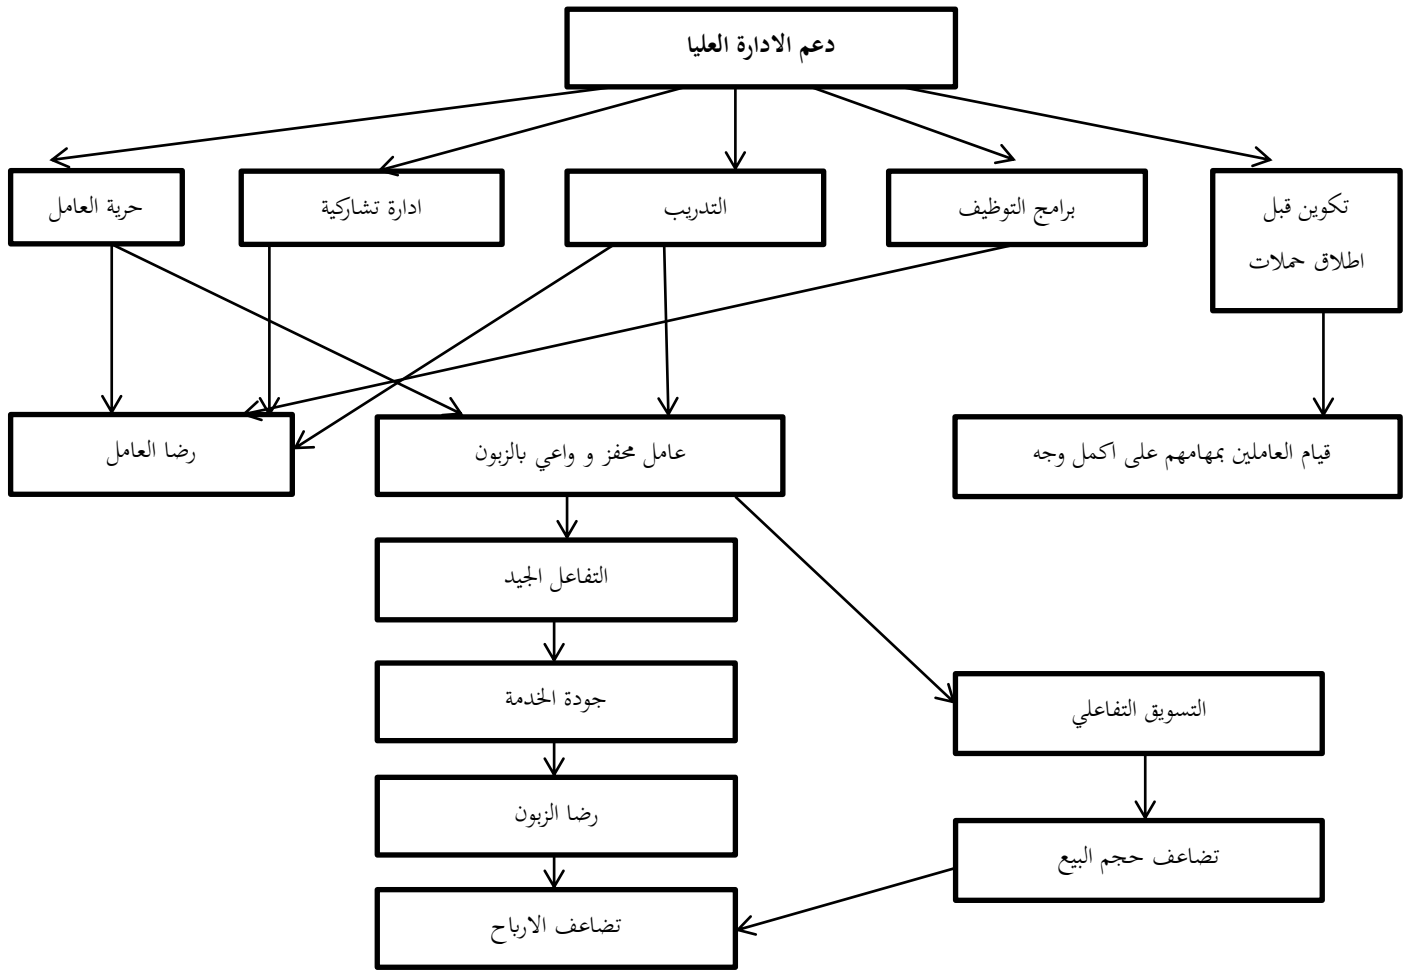 دعم الادارة العليا
تكوين قبل
اطلاق حملات
برامج التوظيف
التدريب
ادارة تشاركية
حرية العامل
قيام العاملين بمهامهم على اكمل وجه
عامل محفز و واعي بالزبون
رضا العامل
التفاعل الجيد
جودة الخدمة
التسويق التفاعلي
رضا الزبون
تضاعف حجم البيع
تضاعف الارباح